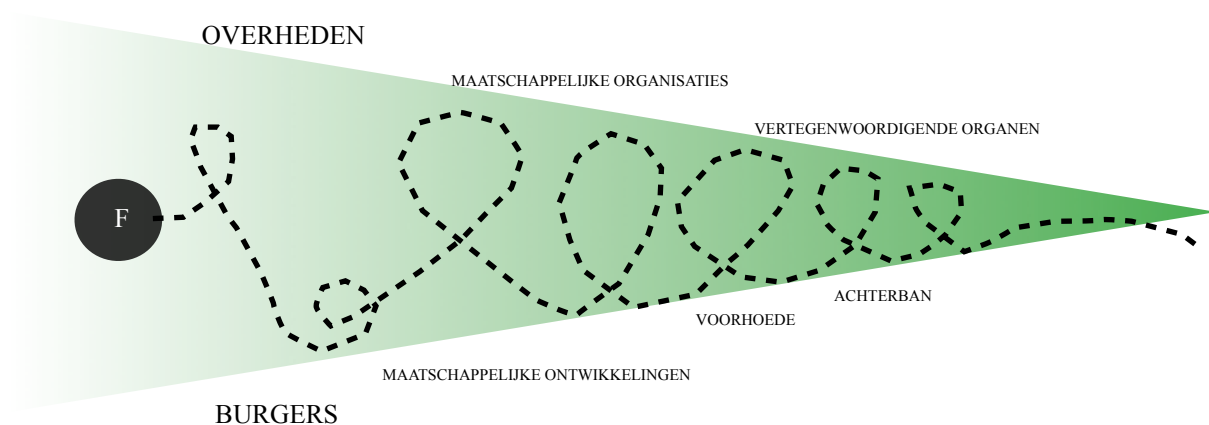 OVERHEDEN
MAATSCHAPPELIJKE ORGANISATIES
VERTEGENWOORDIGENDE ORGANEN
F
ACHTERBAN
VOORHOEDE
MAATSCHAPPELIJKE ONTWIKKELINGEN
BURGERS